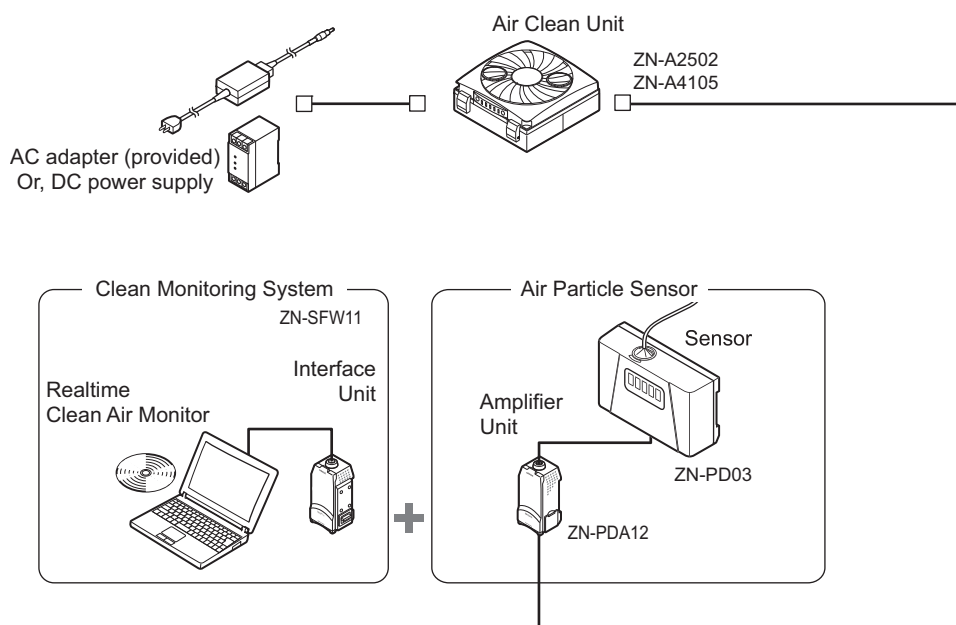 Air Clean Unit
ZN-A2502
ZN-A4105
AC adapter (provided)
Or, DC power supply
Clean Monitoring System
ZN-SFW11
Realtime
Clean Air Monitor
Interface
Unit
Air Particle Sensor
Sensor
Amplifier
Unit
ZN-PD03
ZN-PDA12